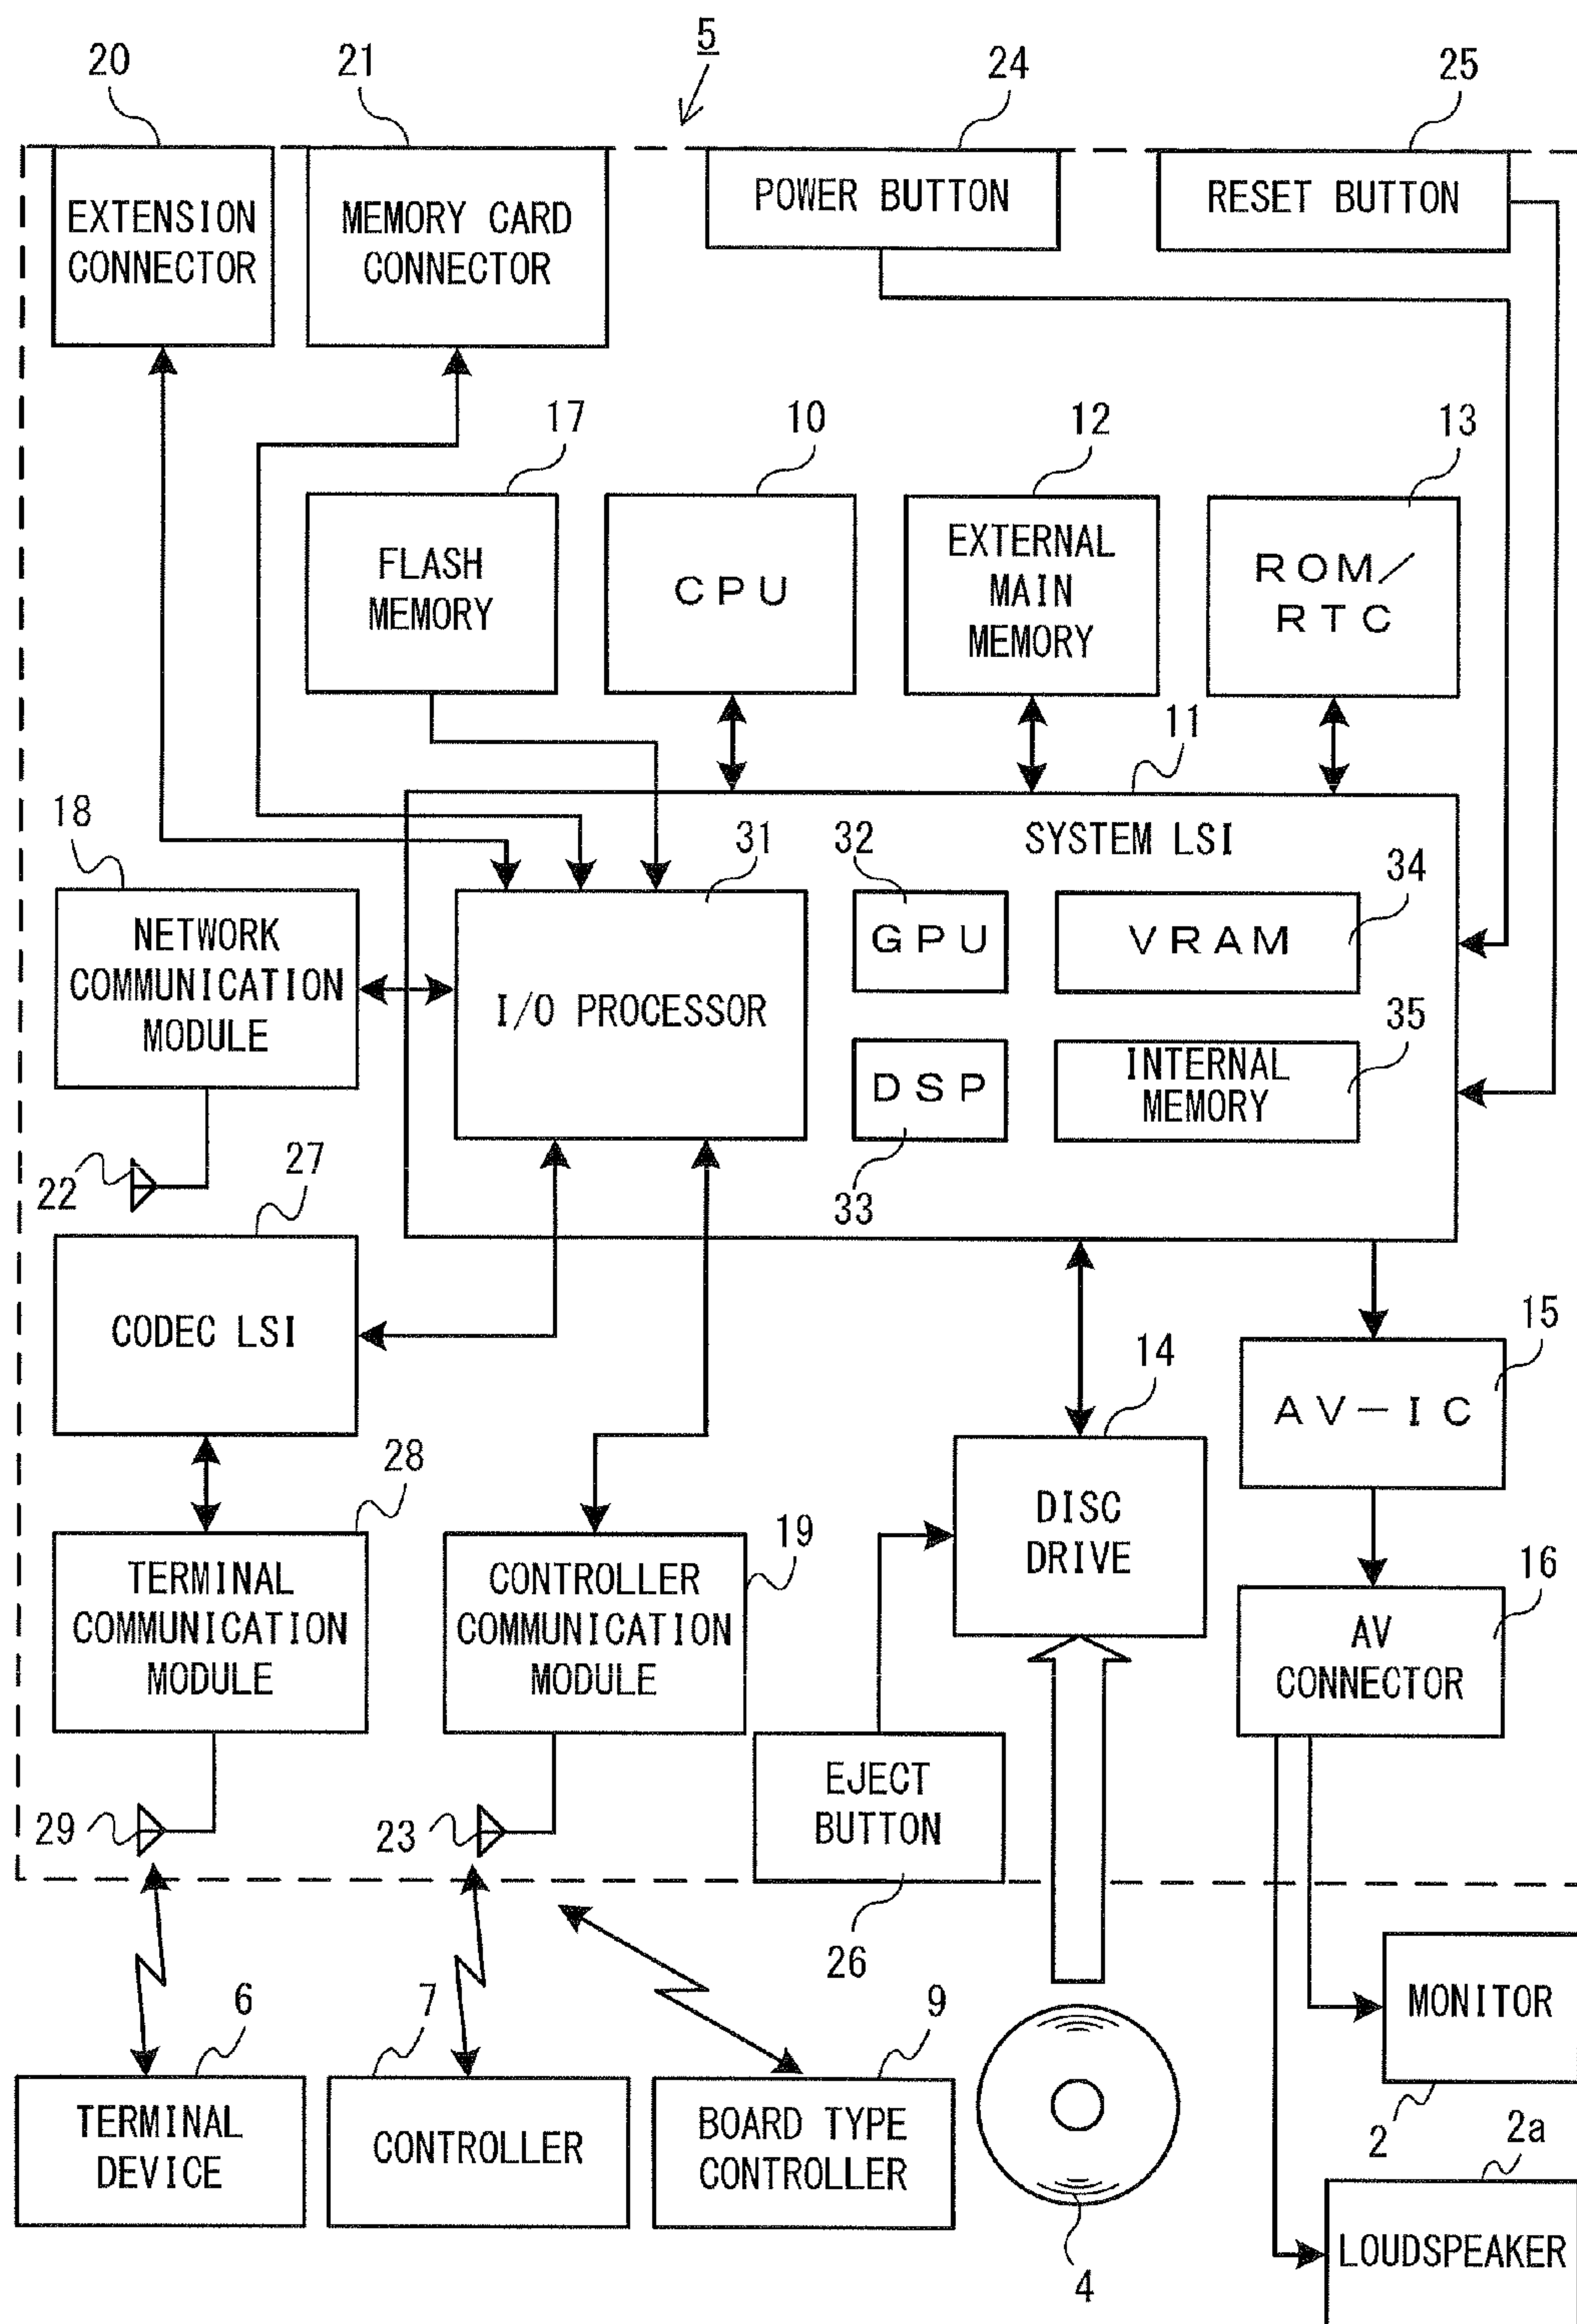 5
20
21
24
25
EXTENSION
CONNECTOR
MEMORY CARD
CONNECTOR
POWER BUTTON
RESET BUTTON
17
10
12
13
FLASH
MEMORY
CPU
EXTERNAL
MAIN
MEMORY
ROM/
RTC
11
18
31
32
SYSTEM LSI
34
NETWORK
COMMUNICATION
MODULE
I/O PROCESSOR
GPU
VRAM
35
DSP
INTERNAL
MEMORY
22
27
33
CODEC LSI
14
15
AV-IC
28
DISC
DRIVE
19
16
TERMINAL
COMMUNICATION
MODULE
CONTROLLER
COMMUNICATION
MODULE
AV
CONNECTOR
EJECT
BUTTON
29
23
26
6
7
9
MONITOR
2
TERMINAL
DEVICE
CONTROLLER
BOARD TYPE
CONTROLLER
4
2a
LOUDSPEAKER